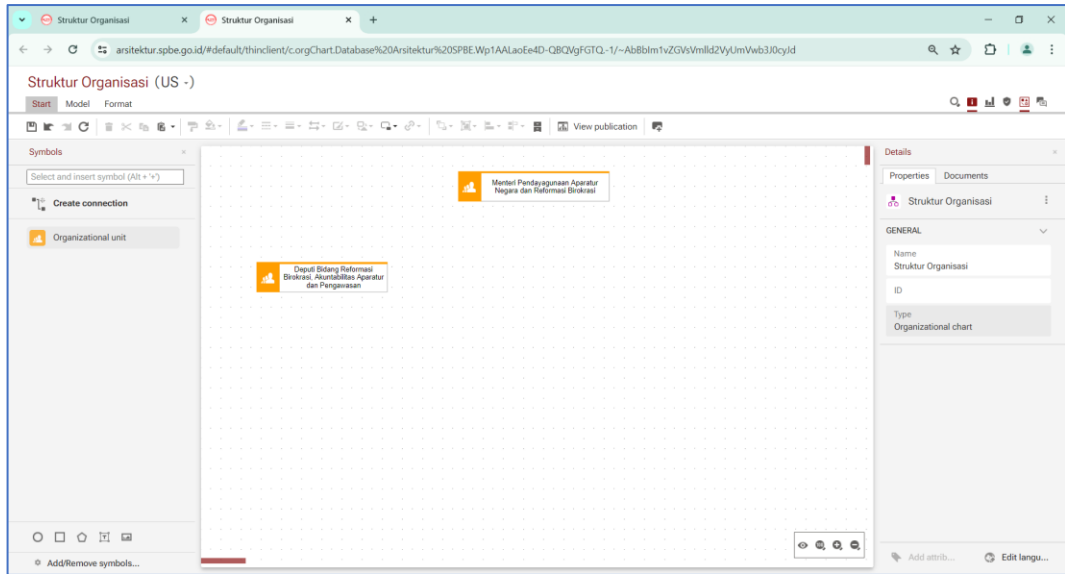 Struktur Organisasi
Struktur Organisasi
arsitektur.spbe.go.id/#default/thinclient/c.orgChart.Database%20Arsitektur%20SPBE.Wp1AALaoEe4D-QBQVgFGTQ.-1/~AbBbIm1vZGVsVmlld2VyUmVwb3J0cyJd
Struktur Organisasi (US -)
Start Model Format
View publication
Symbols
Select and insert symbol (Alt + '+')
Create connection
Organizational unit
Add/Remove symbols...
Menteri Pendayagunaan Aparatur
Negara dan Reformasi Birokrasi
Deputi Bidang Reformasi
Birokrasi, Akuntabilitas Aparatur
dan Pengawasan
Details
Properties Documents
Struktur Organisasi
GENERAL
Name
Struktur Organisasi
ID
Type
Organizational chart
Add attrib... Edit langu...